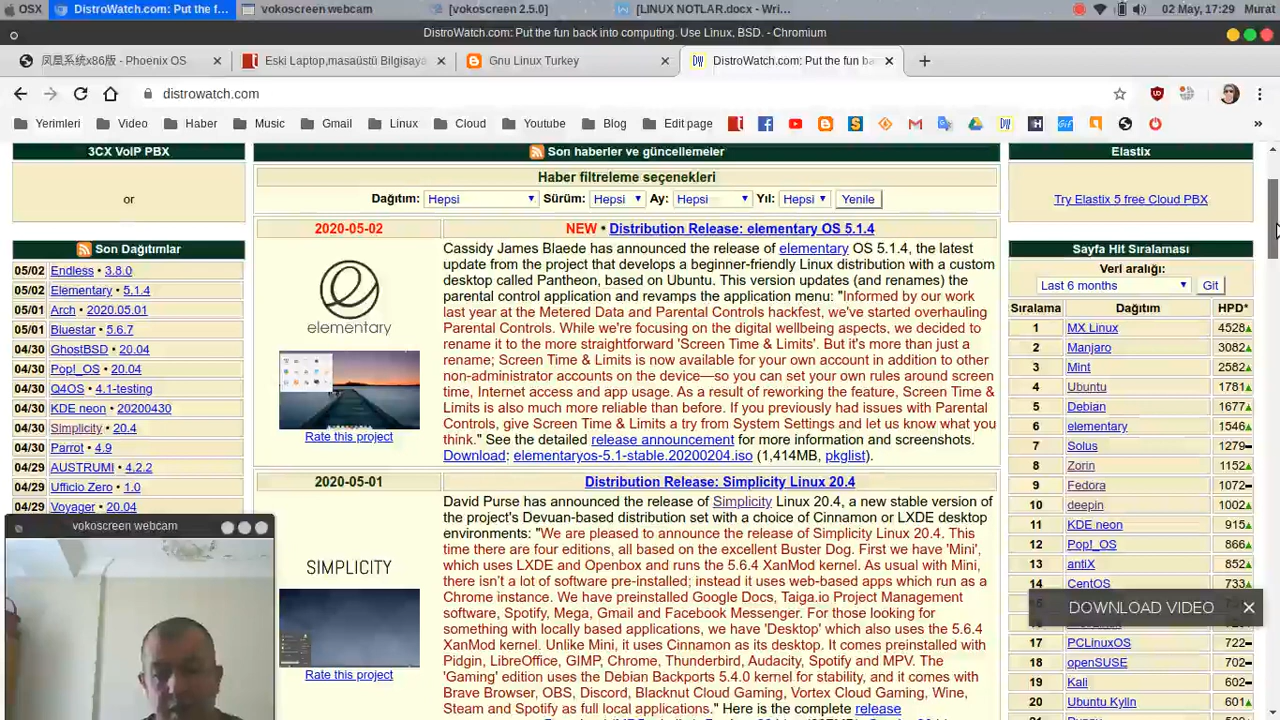 OSX
DistroWatch.com: Put the f...
vokoscreen webcam
[vokoscreen 2.5.0]
[LINUX NOTLAR.docx - Wri...
02 May, 17:29
Murat
DistroWatch.com: Put the fun back into computing. Use Linux, BSD. - Chromium
凤凰系统x86版 - Phoenix OS
Eski Laptop,masaüstü Bilgisaya
Gnu Linux Turkey
DistroWatch.com: Put the fun ba
distrowatch.com
Yerimleri
Video
Haber
Music
Gmail
Linux
Cloud
Youtube
Blog
Edit page
»
3CX VoIP PBX
or
Son Dağıtımlar
05/02 Endless • 3.8.0
05/02 Elementary • 5.1.4
05/01 Arch • 2020.05.01
05/01 Bluestar • 5.6.7
04/30 GhostBSD • 20.04
04/30 Pop!_OS • 20.04
04/30 Q4OS • 4.1-testing
04/30 KDE neon • 20200430
04/30 Simplicity • 20.4
04/30 Parrot • 4.9
04/29 AUSTRUMI • 4.2.2
04/29 Ufficio Zero • 1.0
04/29 Voyager • 20.04
vokoscreen webcam
Son haberler ve güncellemeler
Haber filtreleme seçenekleri
Dağıtım: Hepsi Sürüm: Hepsi Ay: Hepsi Yıl: Hepsi Yenile
2020-05-02
NEW • Distribution Release: elementary OS 5.1.4
elementary
Rate this project
Cassidy James Blaede has announced the release of elementary OS 5.1.4, the latest
update from the project that develops a beginner-friendly Linux distribution with a custom
desktop called Pantheon, based on Ubuntu. This version updates (and renames) the
parental control application and revamps the application menu: "Informed by our work
last year at the Metered Data and Parental Controls hackfest, we've started overhauling
Parental Controls. While we're focusing on the digital wellbeing aspects, we decided to
rename it to the more straightforward 'Screen Time & Limits'. But it's more than just a
rename; Screen Time & Limits is now available for your own account in addition to other
non-administrator accounts on the device—so you can set your own rules around screen
time, Internet access and app usage. As a result of reworking the feature, Screen Time &
Limits is also much more reliable than before. If you previously had issues with Parental
Controls, give Screen Time & Limits a try from System Settings and let us know what you
think." See the detailed release announcement for more information and screenshots.
Download: elementaryos-5.1-stable.20200204.iso (1,414MB, pkglist).
2020-05-01
Distribution Release: Simplicity Linux 20.4
SIMPLICITY
Rate this project
David Purse has announced the release of Simplicity Linux 20.4, a new stable version of
the project's Devuan-based distribution set with a choice of Cinnamon or LXDE desktop
environments: "We are pleased to announce the release of Simplicity Linux 20.4. This
time there are four editions, all based on the excellent Buster Dog. First we have 'Mini',
which uses LXDE and Openbox and runs the 5.6.4 XanMod kernel. As usual with Mini,
there isn't a lot of software pre-installed; instead it uses web-based apps which run as a
Chrome instance. We have preinstalled Google Docs, Taiga.io Project Management
software, Spotify, Mega, Gmail and Facebook Messenger. For those looking for
something with locally based applications, we have 'Desktop' which also uses the 5.6.4
XanMod kernel. Unlike Mini, it uses Cinnamon as its desktop. It comes preinstalled with
Pidgin, LibreOffice, GIMP, Chrome, Thunderbird, Audacity, Spotify and MPV. The
'Gaming' edition uses the Debian Backports 5.4.0 kernel for stability, and it comes with
Brave Browser, OBS, Discord, Blacknut Cloud Gaming, Vortex Cloud Gaming, Wine,
Steam and Spotify as full local applications." Here is the complete release
Elastix
Try Elastix 5 free Cloud PBX
Sayfa Hit Sıralaması
Veri aralığı:
Last 6 months Git
Sıralama Dağıtım HPD*
1 MX Linux 4528
2 Manjaro 3082
3 Mint 2582
4 Ubuntu 1781
5 Debian 1677
6 elementary 1546
7 Solus 1279
8 Zorin 1152
9 Fedora 1072
10 deepin 1002
11 KDE neon 915
12 Pop!_OS 866
13 antiX 852
14 CentOS 733
DOWNLOAD VIDEO
17 PCLinuxOS 722
18 openSUSE 702
19 Kali 602
20 Ubuntu Kylin 601